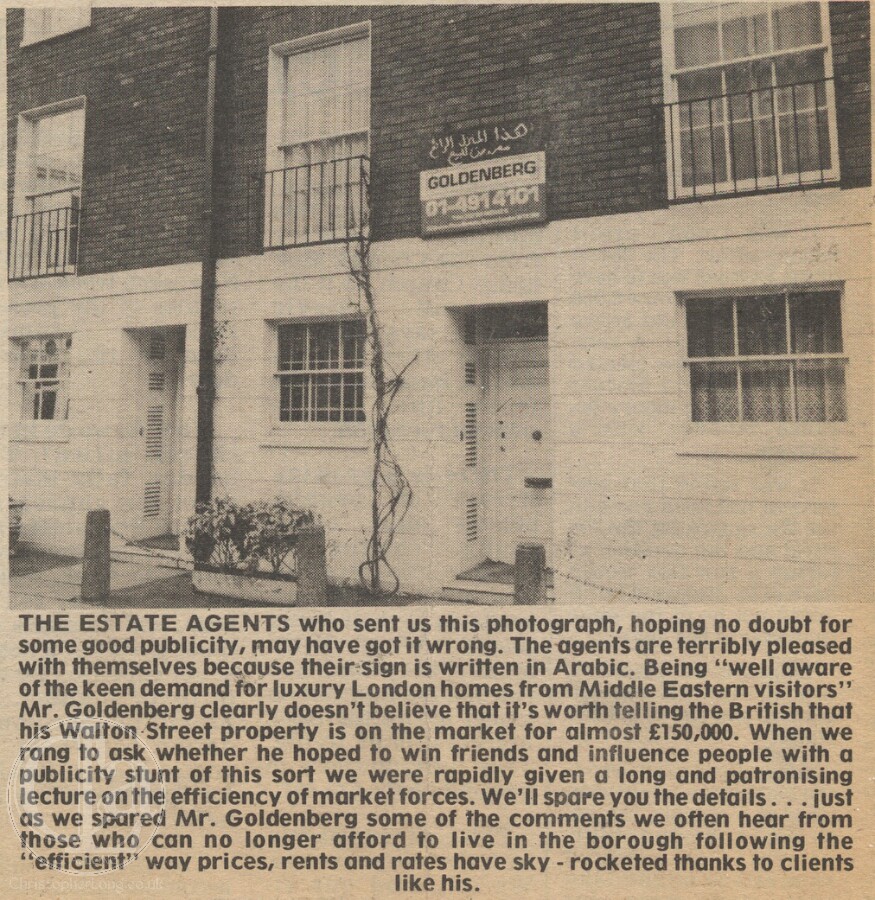 هذا المنزل الرائع
GOLDENBERG
01-4914101
THE ESTATE AGENTS who sent us this photograph, hoping no doubt for
some good publicity, may have got it wrong. The agents are terribly pleased
with themselves because their sign is written in Arabic. Being "well aware
of the keen demand for luxury London homes from Middle Eastern visitors"
Mr. Goldenberg clearly doesn't believe that it's worth telling the British that
his Walton Street property is on the market for almost £150,000. When we
rang to ask whether he hoped to win friends and influence people with a
publicity stunt of this sort we were rapidly given a long and patronising
lecture on the efficiency of market forces. We'll spare you the details . . . just
as we spared Mr. Goldenberg some of the comments we often hear from
those who can no longer afford to live in the borough following the
"efficient" way prices, rents and rates have sky - rocketed thanks to clients
like his.
ChristopherLong.co.uk